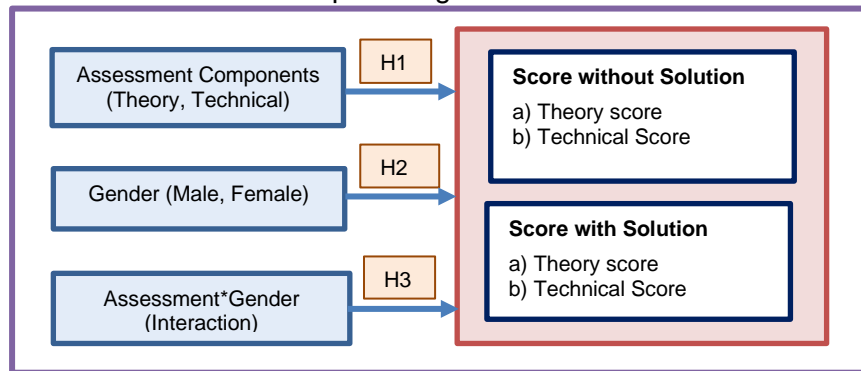 Assessment Components
(Theory, Technical)
H1
Gender (Male, Female)
H2
Assessment*Gender
(Interaction)
H3
Score without Solution
a) Theory score
b) Technical Score
Score with Solution
a) Theory score
b) Technical Score